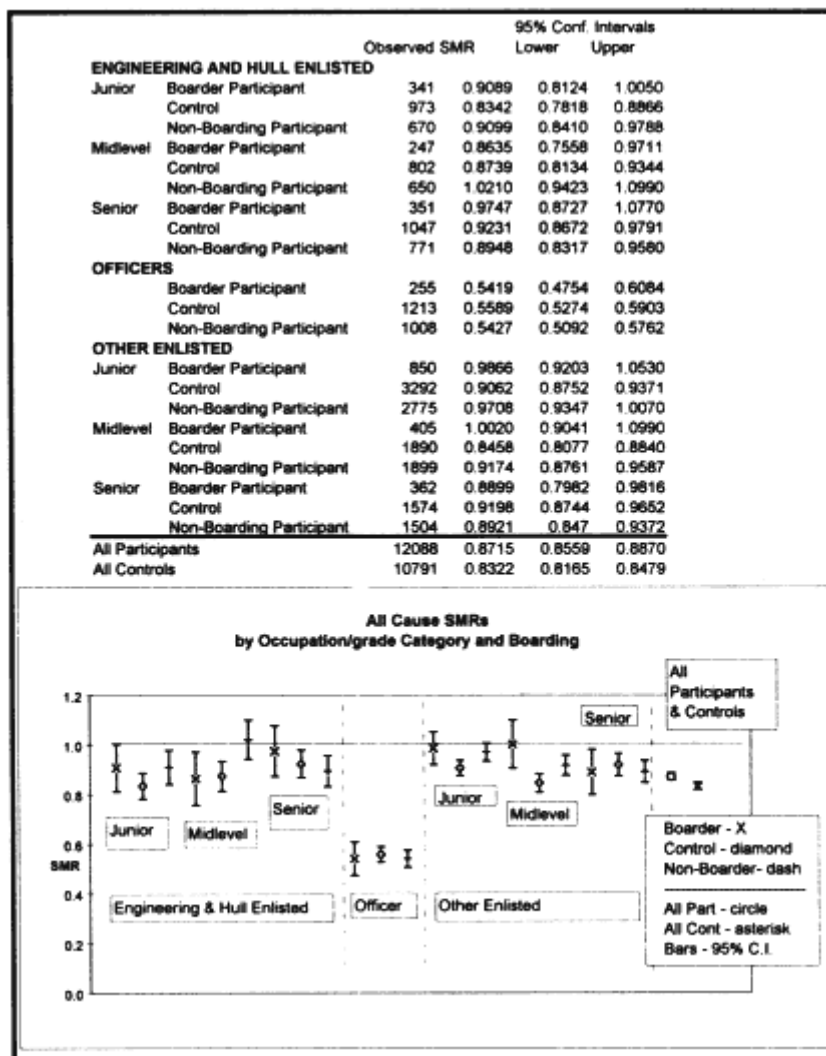 95% Conf. Intervals
Observed SMR Lower Upper
ENGINEERING AND HULL ENLISTED
Junior Boarder Participant 341 0.9089 0.8124 1.0050
Control 973 0.8342 0.7818 0.8866
Non-Boarding Participant 670 0.9099 0.8410 0.9788
Midlevel Boarder Participant 247 0.8635 0.7558 0.9711
Control 802 0.8739 0.8134 0.9344
Non-Boarding Participant 650 1.0210 0.9423 1.0990
Senior Boarder Participant 351 0.9747 0.8727 1.0770
Control 1047 0.9231 0.8672 0.9791
Non-Boarding Participant 771 0.8948 0.8317 0.9580
OFFICERS
Boarder Participant 255 0.5419 0.4754 0.6084
Control 1213 0.5589 0.5274 0.5903
Non-Boarding Participant 1008 0.5427 0.5092 0.5762
OTHER ENLISTED
Junior Boarder Participant 850 0.9866 0.9203 1.0530
Control 3292 0.9062 0.8752 0.9371
Non-Boarding Participant 2775 0.9708 0.9347 1.0070
Midlevel Boarder Participant 405 1.0020 0.9041 1.0990
Control 1890 0.8458 0.8077 0.8840
Non-Boarding Participant 1899 0.9174 0.8761 0.9587
Senior Boarder Participant 362 0.8899 0.7982 0.9816
Control 1574 0.9198 0.8744 0.9652
Non-Boarding Participant 1504 0.8921 0.847 0.9372
All Participants 12088 0.8715 0.8559 0.8870
All Controls 10791 0.8322 0.8165 0.8479
All Cause SMRs
by Occupation/grade Category and Boarding
All
Participants
& Controls
1.2
1.0
0.8
0.6
SMR
0.4
0.2
0.0
Junior
Midlevel
Senior
Junior
Midlevel
Senior
Engineering & Hull Enlisted
Officer
Other Enlisted
Boarder - X
Control - diamond
Non-Boarder- dash
All Part - circle
All Cont - asterisk
Bars - 95% C.I.